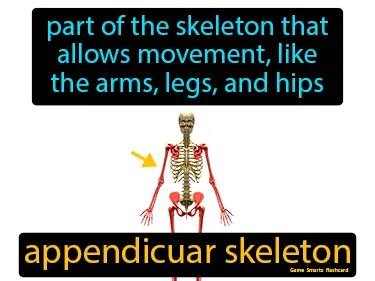 part of the skeleton that
allows movement, like
the arms, legs, and hips
appendicuar skeleton
Game Smartz flashcard